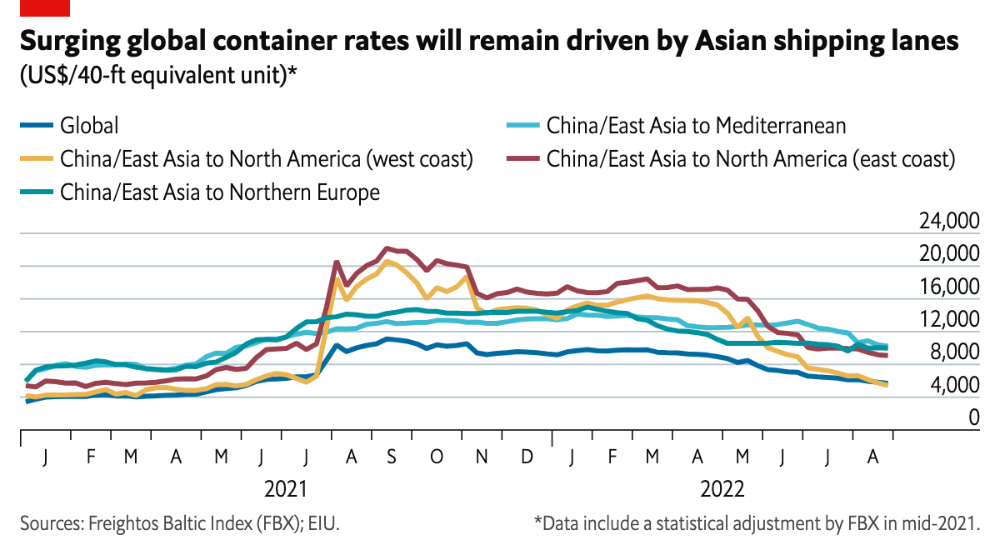 Surging global container rates will remain driven by Asian shipping lanes
(US$/40-ft equivalent unit)*
Global
China/East Asia to Mediterranean
China/East Asia to North America (west coast)
China/East Asia to North America (east coast)
China/East Asia to Northern Europe
24,000
20,000
16,000
12,000
8,000
4,000
0
J F M A M J J A S O N D J F M A M J J A
2021 2022
Sources: Freightos Baltic Index (FBX); EIU.
*Data include a statistical adjustment by FBX in mid-2021.